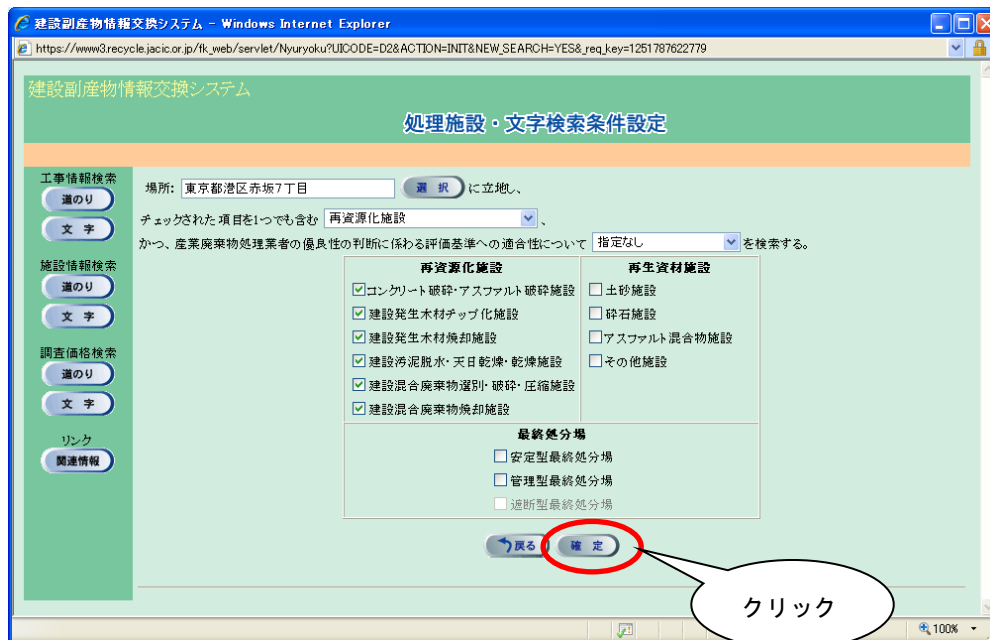 建設副産物情報交換システム - Windows Internet Explorer
https://www3.recycle.jacic.or.jp/fk_web/servlet/Nyuryoku?UICODE=D2&ACTION=INIT&NEW_SEARCH=YES&_req_key=1251787622779
建設副産物情報交換システム
処理施設・文字検索条件設定
工事情報検索
道のり
文 字
施設情報検索
道のり
文 字
調査価格検索
道のり
文 字
リンク
関連情報
場所: 東京都港区赤坂7丁目 選 択 に立地し、
チェックされた項目を1つでも含む 再資源化施設 、
かつ、産業廃棄物処理業者の優良性の判断に係わる評価基準への適合性について 指定なし を検索する。
再資源化施設 再生資材施設
コンクリート破砕・アスファルト破砕施設 土砂施設
建設発生木材チップ化施設 砕石施設
建設発生木材焼却施設 アスファルト混合物施設
建設汚泥脱水・天日乾燥・乾燥施設 その他施設
建設混合廃棄物選別・破砕・圧縮施設
建設混合廃棄物焼却施設
最終処分場
安定型最終処分場
管理型最終処分場
遮断型最終処分場
戻る 確 定
クリック
100%